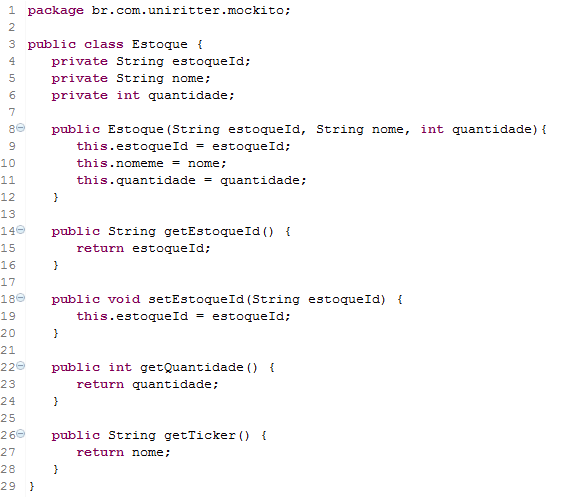 1 package br.com.uniritter.mockito;
2
3 public class Estoque {
4 private String estoqueId;
5 private String nome;
6 private int quantidade;
7
8 public Estoque(String estoqueId, String nome, int quantidade){
9 this.estoqueId = estoqueId;
10 this.nomeme = nome;
11 this.quantidade = quantidade;
12 }
13
14 public String getEstoqueId() {
15 return estoqueId;
16 }
17
18 public void setEstoqueId(String estoqueId) {
19 this.estoqueId = estoqueId;
20 }
21
22 public int getQuantidade() {
23 return quantidade;
24 }
25
26 public String getTicker() {
27 return nome;
28 }
29 }